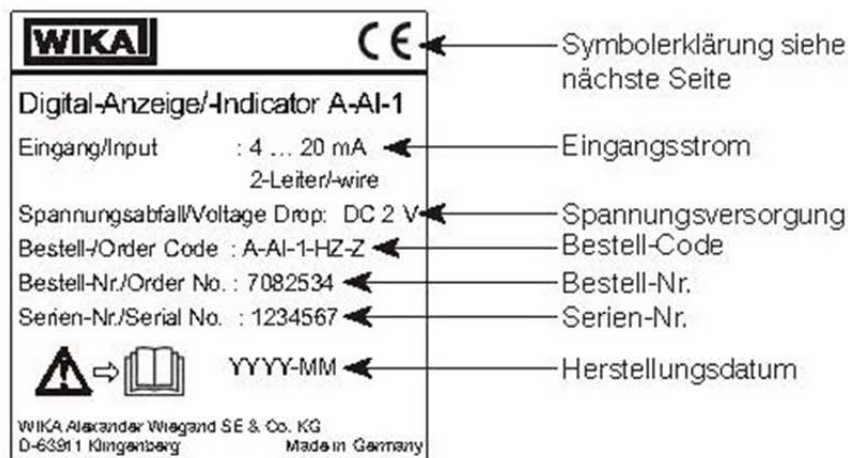 WIKA CE
Symbolerklärung siehe
nächste Seite
Digital-Anzeige/-Indicator A-AI-1
Eingang/Input : 4 ... 20 mA
Eingangsstrom
2-Leiter/-wire
Spannungsabfall/Voltage Drop: DC 2 V
Spannungsversorgung
Bestell-/Order Code : A-AI-1-HZ-Z
Bestell-Code
Bestell-Nr./Order No. : 7082534
Bestell-Nr.
Serien-Nr./Serial No. : 1234567
Serien-Nr.
YYYY-MM
Herstellungsdatum
WIKA Alexander Wiegand SE & Co. KG
D-63911 Klingenberg Made in Germany